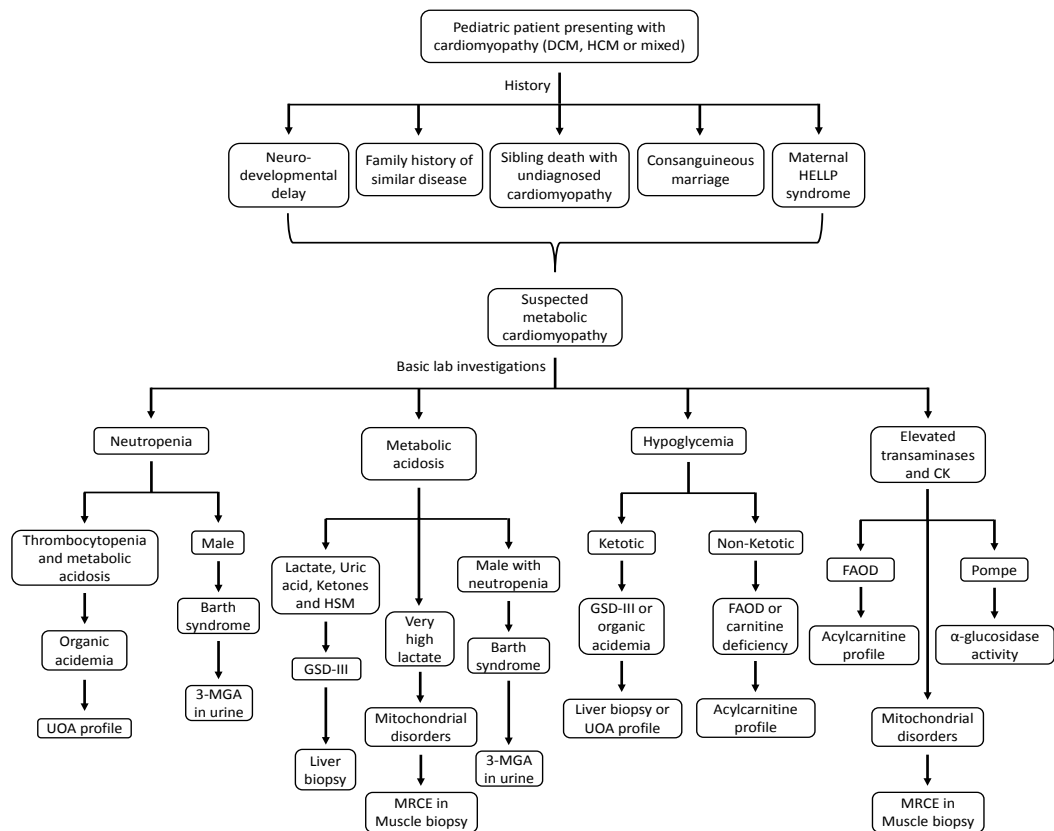 Pediatric patient presenting with
cardiomyopathy (DCM, HCM or mixed)
History
Neuro-
developmental
delay
Family history of
similar disease
Sibling death with
undiagnosed
cardiomyopathy
Consanguineous
marriage
Maternal
HELLP
syndrome
Suspected
metabolic
cardiomyopathy
Basic lab investigations
Neutropenia
Metabolic
acidosis
Hypoglycemia
Elevated
transaminases
and CK
Thrombocytopenia
and metabolic
acidosis
Male
Lactate, Uric
acid, Ketones
and HSM
Very
high
lactate
Male with
neutropenia
Ketotic
Non-Ketotic
FAOD
Pompe
Organic
acidemia
Barth
syndrome
GSD-III
Barth
syndrome
GSD-III or
organic
acidemia
FAOD or
carnitine
deficiency
Acylcarnitine
profile
α-glucosidase
activity
UOA profile
3-MGA
in urine
Liver
biopsy
Mitochondrial
disorders
3-MGA
in urine
Liver biopsy or
UOA profile
Acylcarnitine
profile
Mitochondrial
disorders
MRCE in
Muscle biopsy
MRCE in
Muscle biopsy